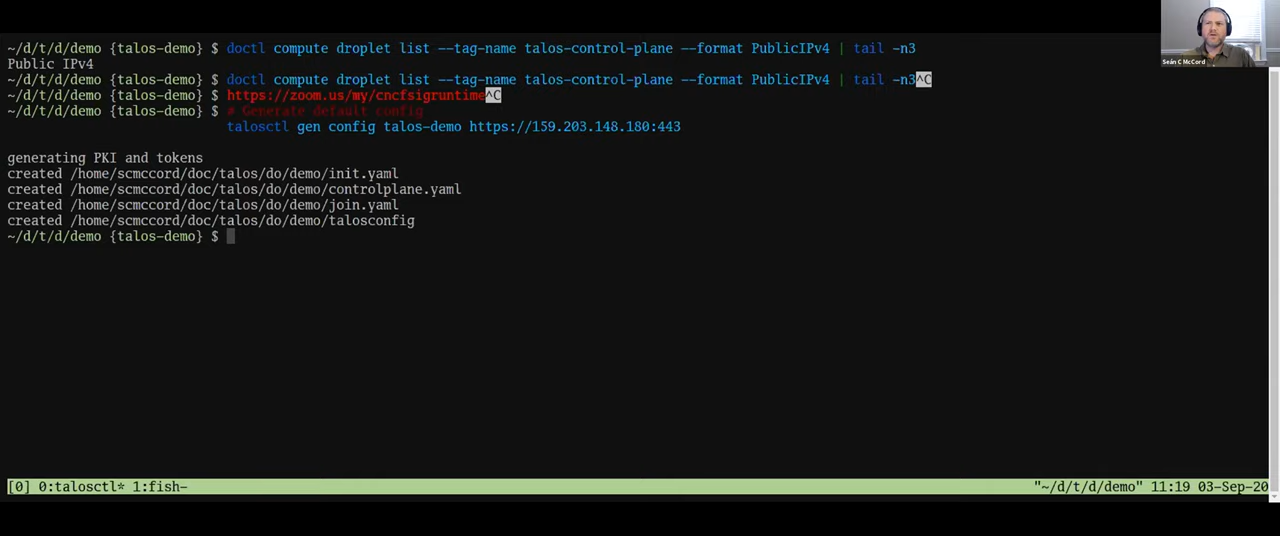 ~/d/t/d/demo {talos-demo} $ doctl compute droplet list --tag-name talos-control-plane --format PublicIPv4 | tail -n3
Public IPv4
~/d/t/d/demo {talos-demo} $ doctl compute droplet list --tag-name talos-control-plane --format PublicIPv4 | tail -n3^C
~/d/t/d/demo {talos-demo} $ https://zoom.us/my/cncfsigruntime^C
~/d/t/d/demo {talos-demo} $ # Generate default config
talosctl gen config talos-demo https://159.203.148.180:443
generating PKI and tokens
created /home/scmccord/doc/talos/do/demo/init.yaml
created /home/scmccord/doc/talos/do/demo/controlplane.yaml
created /home/scmccord/doc/talos/do/demo/join.yaml
created /home/scmccord/doc/talos/do/demo/talosconfig
~/d/t/d/demo {talos-demo} $
[0] 0:talosctl* 1:fish- "~/d/t/d/demo" 11:19 03-Sep-20
Seán C McCord